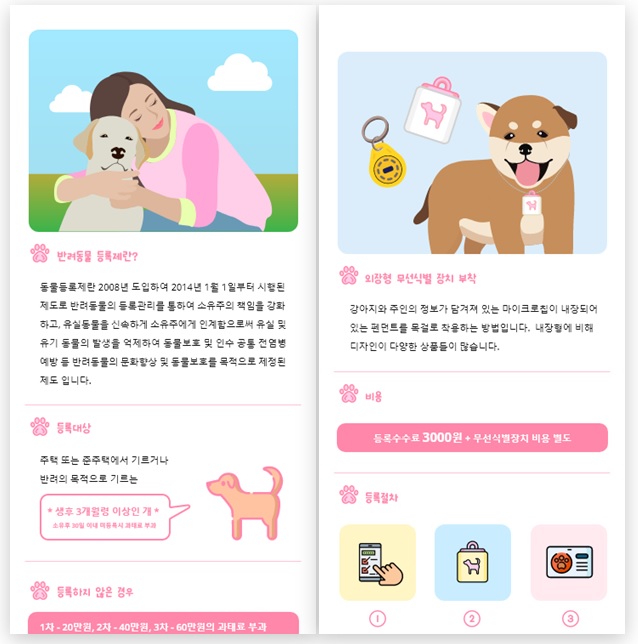 반려동물 등록제란?
동물등록제란 2008년 도입하여 2014년 1월 1일부터 시행된
제도로 반려동물의 등록관리를 통하여 소유주의 책임을 강화
하고, 유실동물을 신속하게 소유주에게 인계함으로써 유실 및
유기 동물의 발생을 억제하여 동물보호 및 인수 공통 전염병
예방 등 반려동물의 문화향상 및 동물보호를 목적으로 제정된
제도 입니다.
등록대상
주택 또는 준주택에서 기르거나
반려의 목적으로 기르는
* 생후 3개월령 이상인 개 *
소유후 30일 이내 미등록시 과태료 부과
등록하지 않은 경우
1차 - 20만원, 2차 - 40만원, 3차 - 60만원의 과태료 부과
외장형 무선식별 장치 부착
강아지와 주인의 정보가 담겨져 있는 마이크로칩이 내장되어
있는 펜던트를 목걸로 착용하는 방법입니다. 내장형에 비해
디자인이 다양한 상품들이 많습니다.
비용
등록수수료 3000원 + 무선식별장치 비용 별도
등록절차
1
2
3